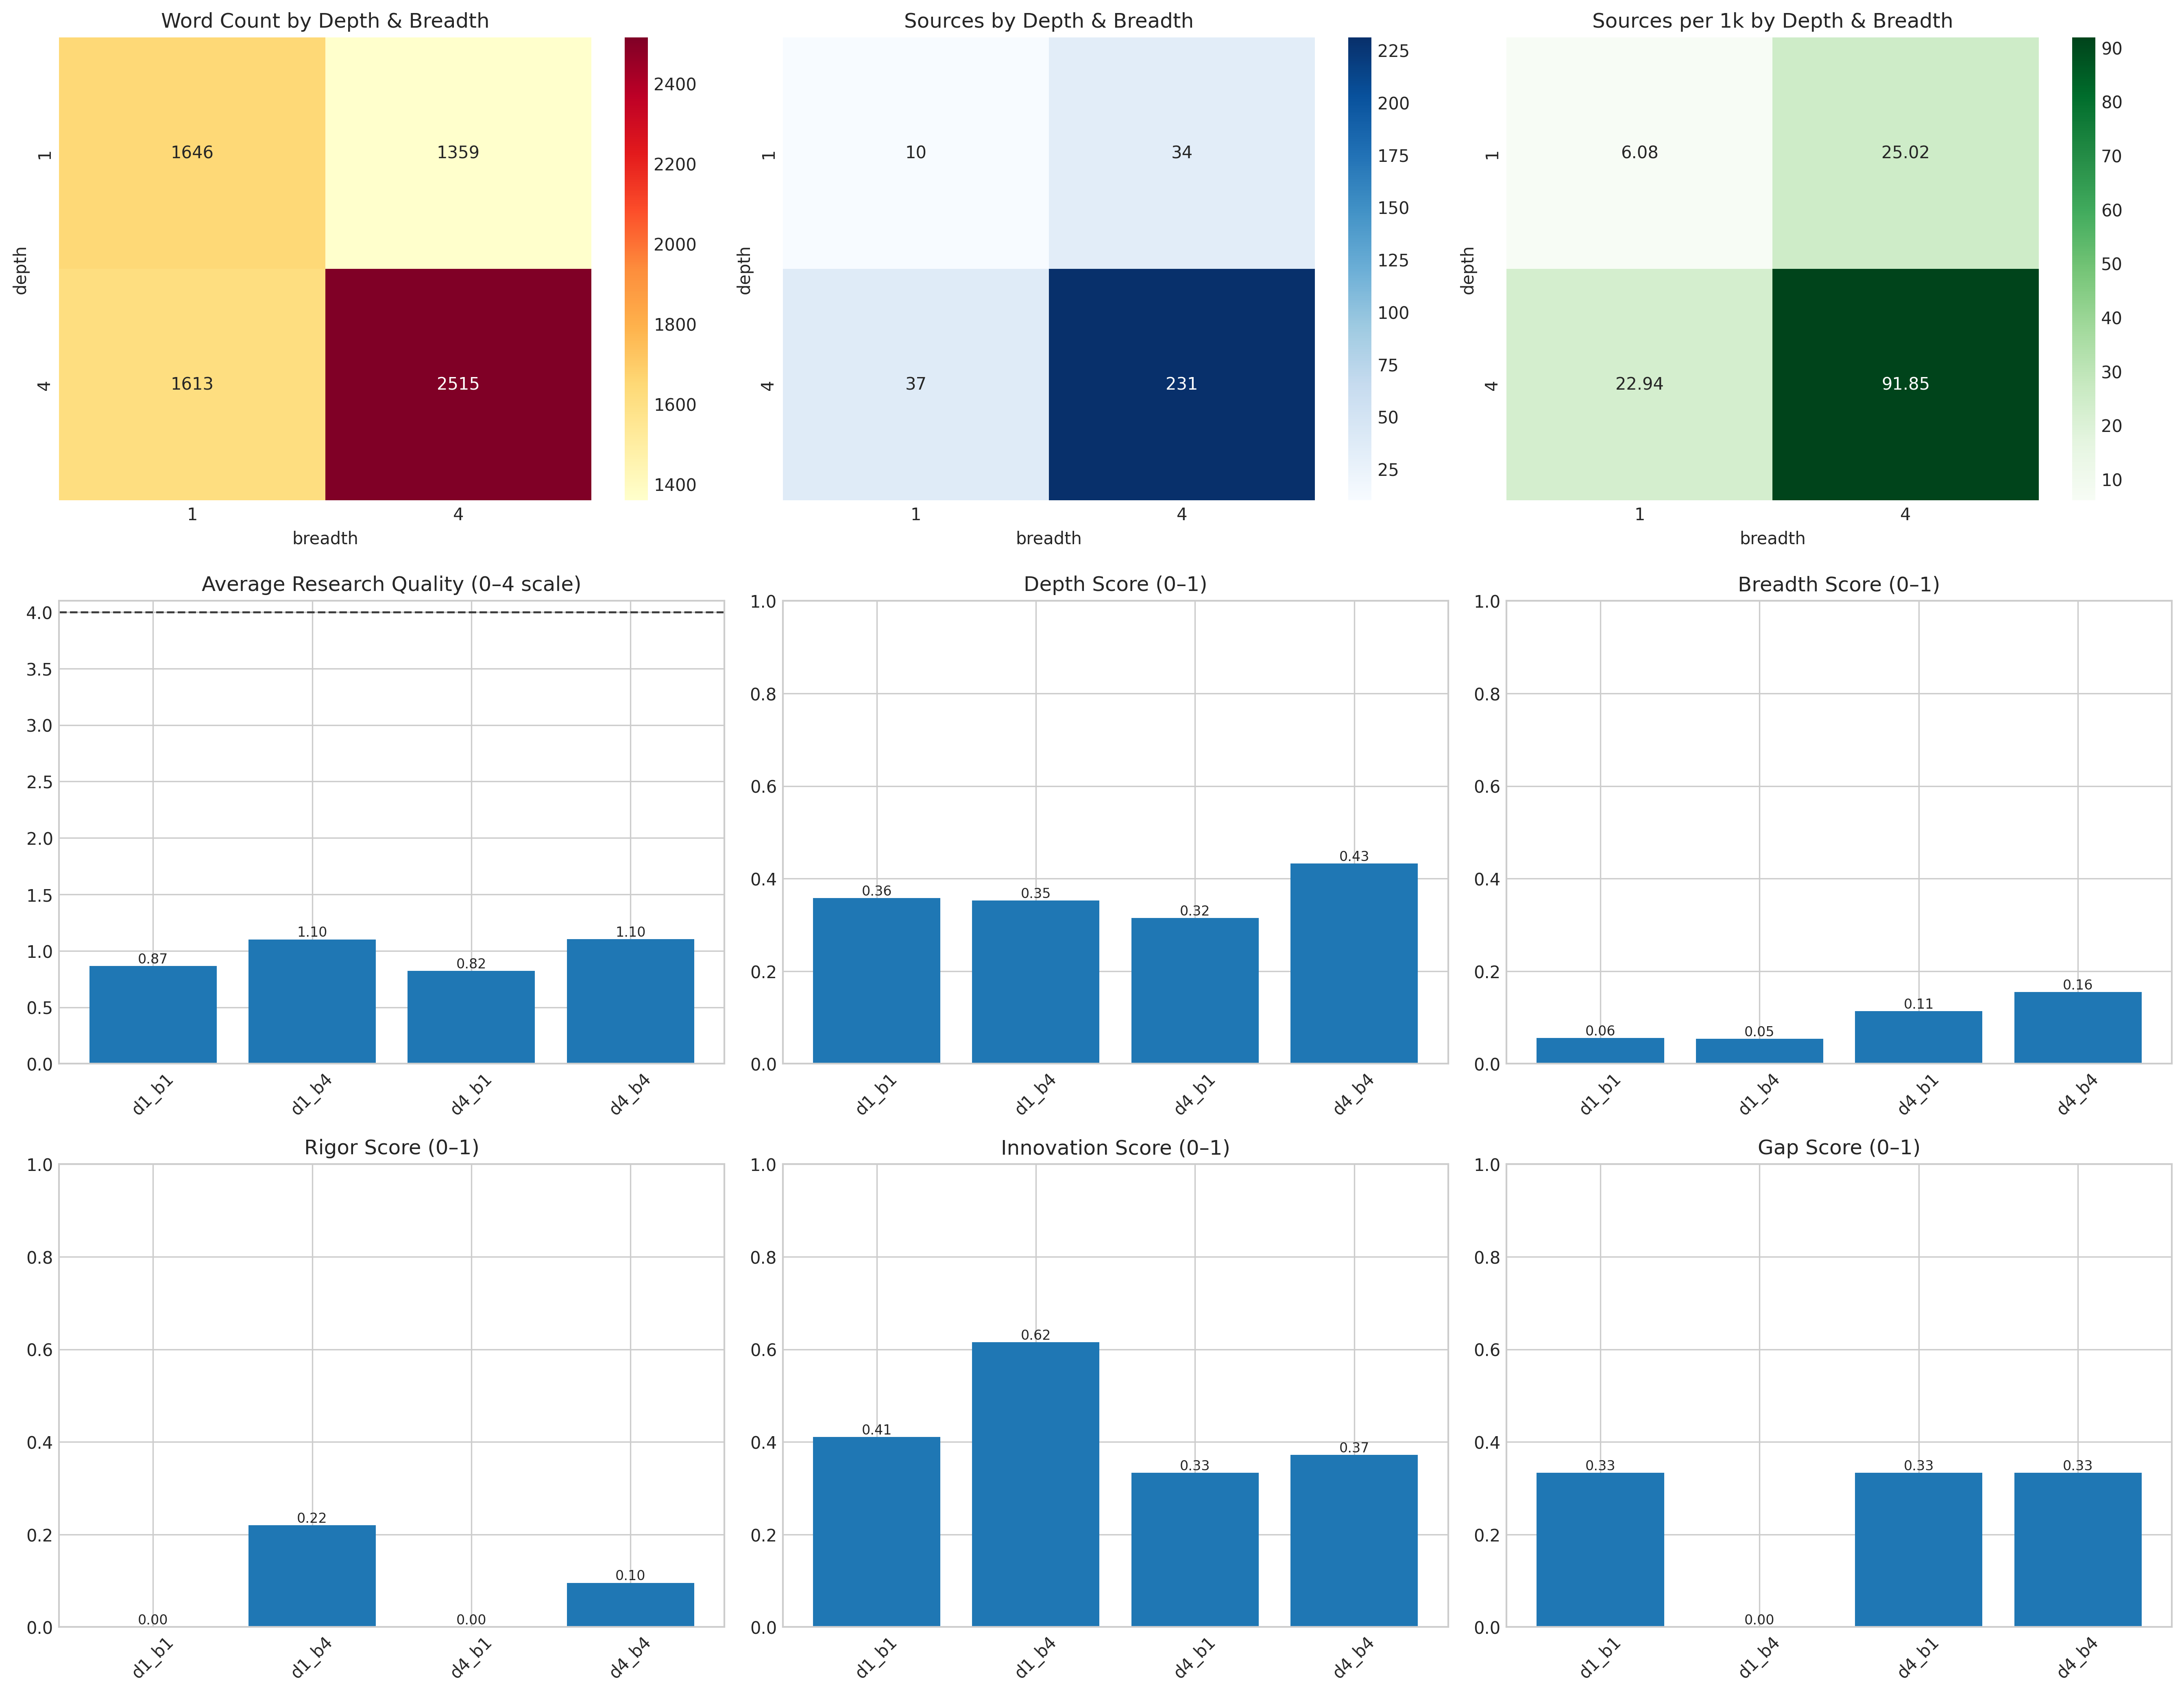 Word Count by Depth & Breadth
1646 1359
1613 2515
1
4
depth
1 4
breadth
2400
2200
2000
1800
1600
1400
Sources by Depth & Breadth
10 34
37 231
1
4
depth
1 4
breadth
225
200
175
150
125
100
75
50
25
Sources per 1k by Depth & Breadth
6.08 25.02
22.94 91.85
1
4
depth
1 4
breadth
90
80
70
60
50
40
30
20
10
Average Research Quality (0–4 scale)
4.0
3.5
3.0
2.5
2.0
1.5
1.0
0.5
0.0
0.87 1.10 0.82 1.10
d1_b1 d1_b4 d4_b1 d4_b4
Depth Score (0–1)
1.0
0.8
0.6
0.4
0.2
0.0
0.36 0.35 0.32 0.43
d1_b1 d1_b4 d4_b1 d4_b4
Breadth Score (0–1)
1.0
0.8
0.6
0.4
0.2
0.0
0.06 0.05 0.11 0.16
d1_b1 d1_b4 d4_b1 d4_b4
Rigor Score (0–1)
1.0
0.8
0.6
0.4
0.2
0.0
0.00 0.22 0.00 0.10
d1_b1 d1_b4 d4_b1 d4_b4
Innovation Score (0–1)
1.0
0.8
0.6
0.4
0.2
0.0
0.41 0.62 0.33 0.37
d1_b1 d1_b4 d4_b1 d4_b4
Gap Score (0–1)
1.0
0.8
0.6
0.4
0.2
0.0
0.33 0.00 0.33 0.33
d1_b1 d1_b4 d4_b1 d4_b4